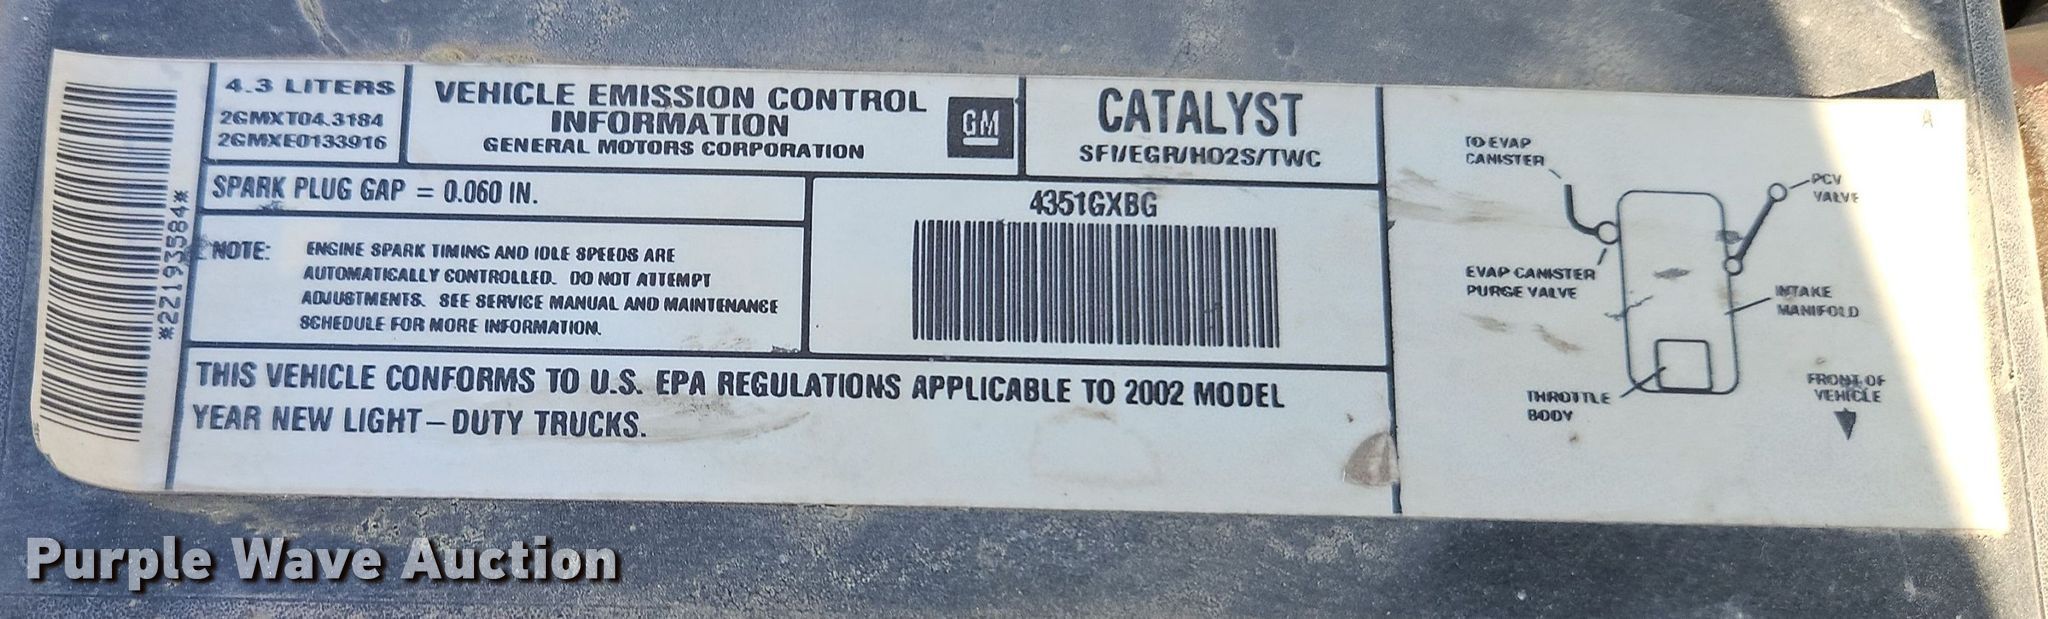 *22193584*
4.3 LITERS
2GMXT04.3184
2GMXE0133916
VEHICLE EMISSION CONTROL
INFORMATION
GENERAL MOTORS CORPORATION
GM
CATALYST
SFI/EGR/HO2S/TWC
SPARK PLUG GAP = 0.060 IN.
NOTE: ENGINE SPARK TIMING AND IDLE SPEEDS ARE
AUTOMATICALLY CONTROLLED. DO NOT ATTEMPT
ADJUSTMENTS. SEE SERVICE MANUAL AND MAINTENANCE
SCHEDULE FOR MORE INFORMATION.
4351GXBG
THIS VEHICLE CONFORMS TO U.S. EPA REGULATIONS APPLICABLE TO 2002 MODEL
YEAR NEW LIGHT-DUTY TRUCKS.
TO EVAP
CANISTER
PCV
VALVE
EVAP CANISTER
PURGE VALVE
INTAKE
MANIFOLD
THROTTLE
BODY
FRONT OF
VEHICLE
A
Purple Wave Auction